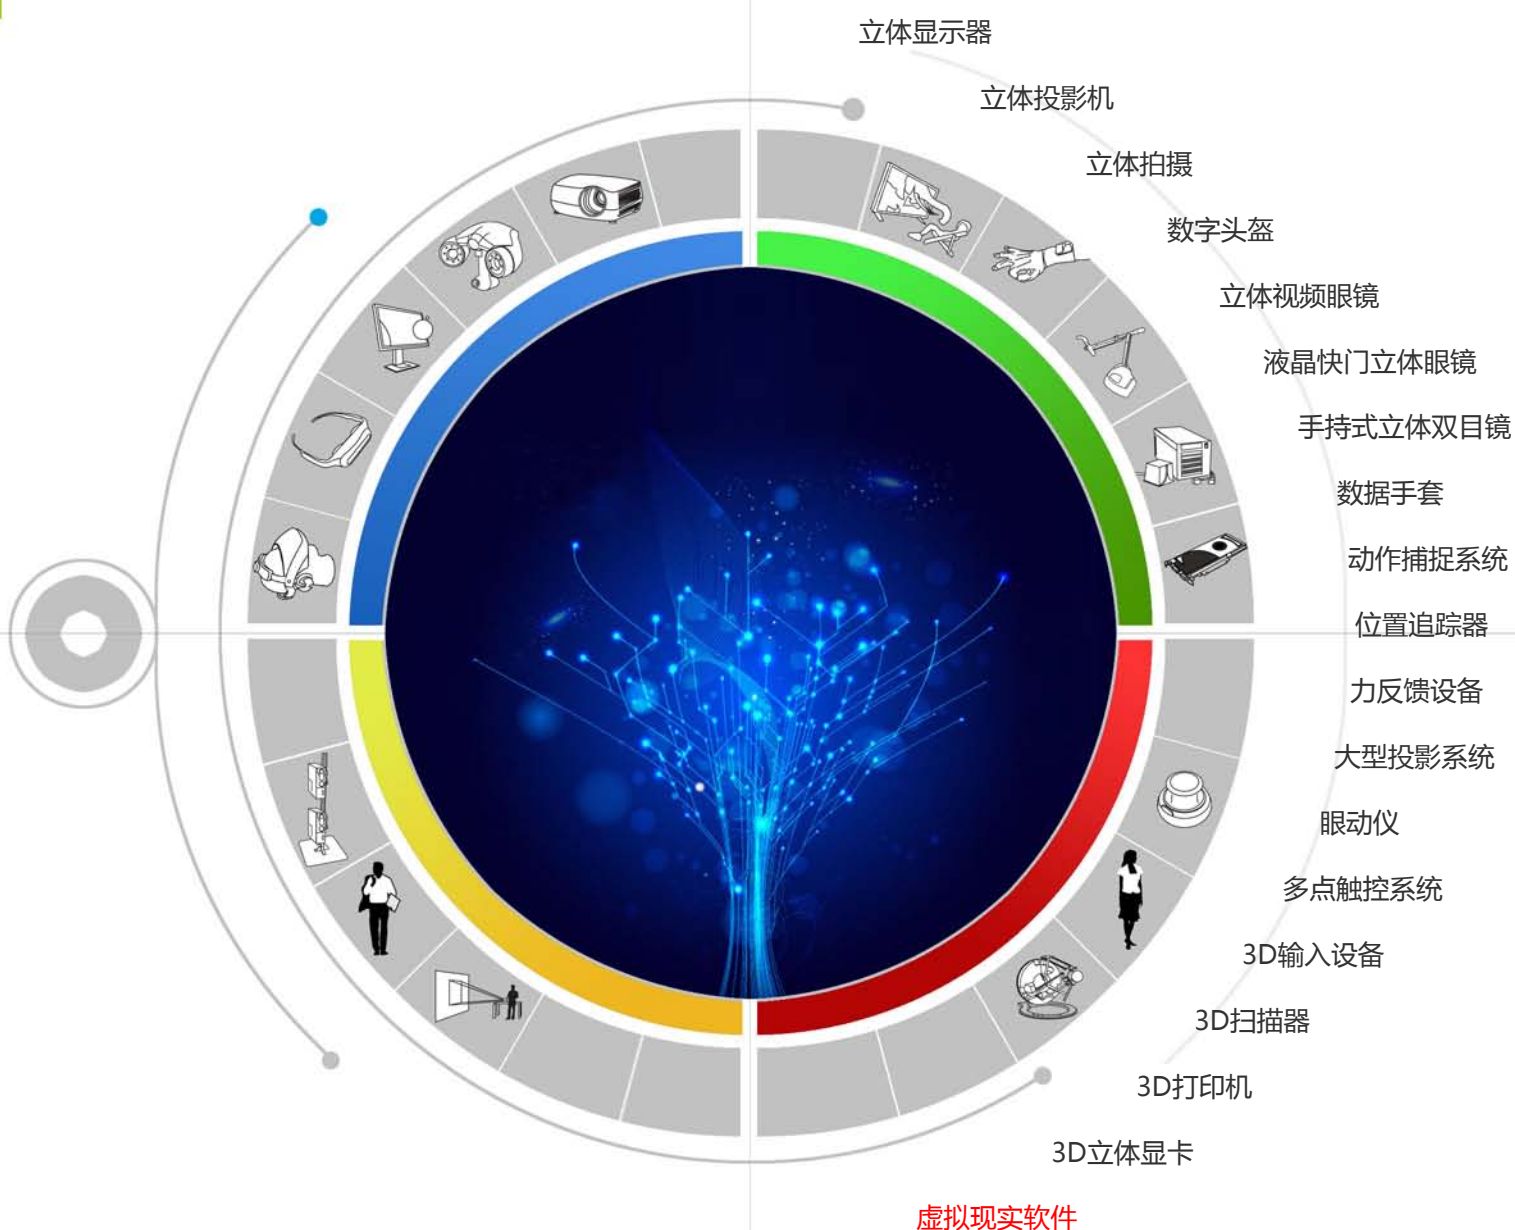 立体显示器
立体投影机
立体拍摄
数字头盔
立体视频眼镜
液晶快门立体眼镜
手持式立体双目镜
数据手套
动作捕捉系统
位置追踪器
力反馈设备
大型投影系统
眼动仪
多点触控系统
3D输入设备
3D扫描器
3D打印机
3D立体显卡
虚拟现实软件